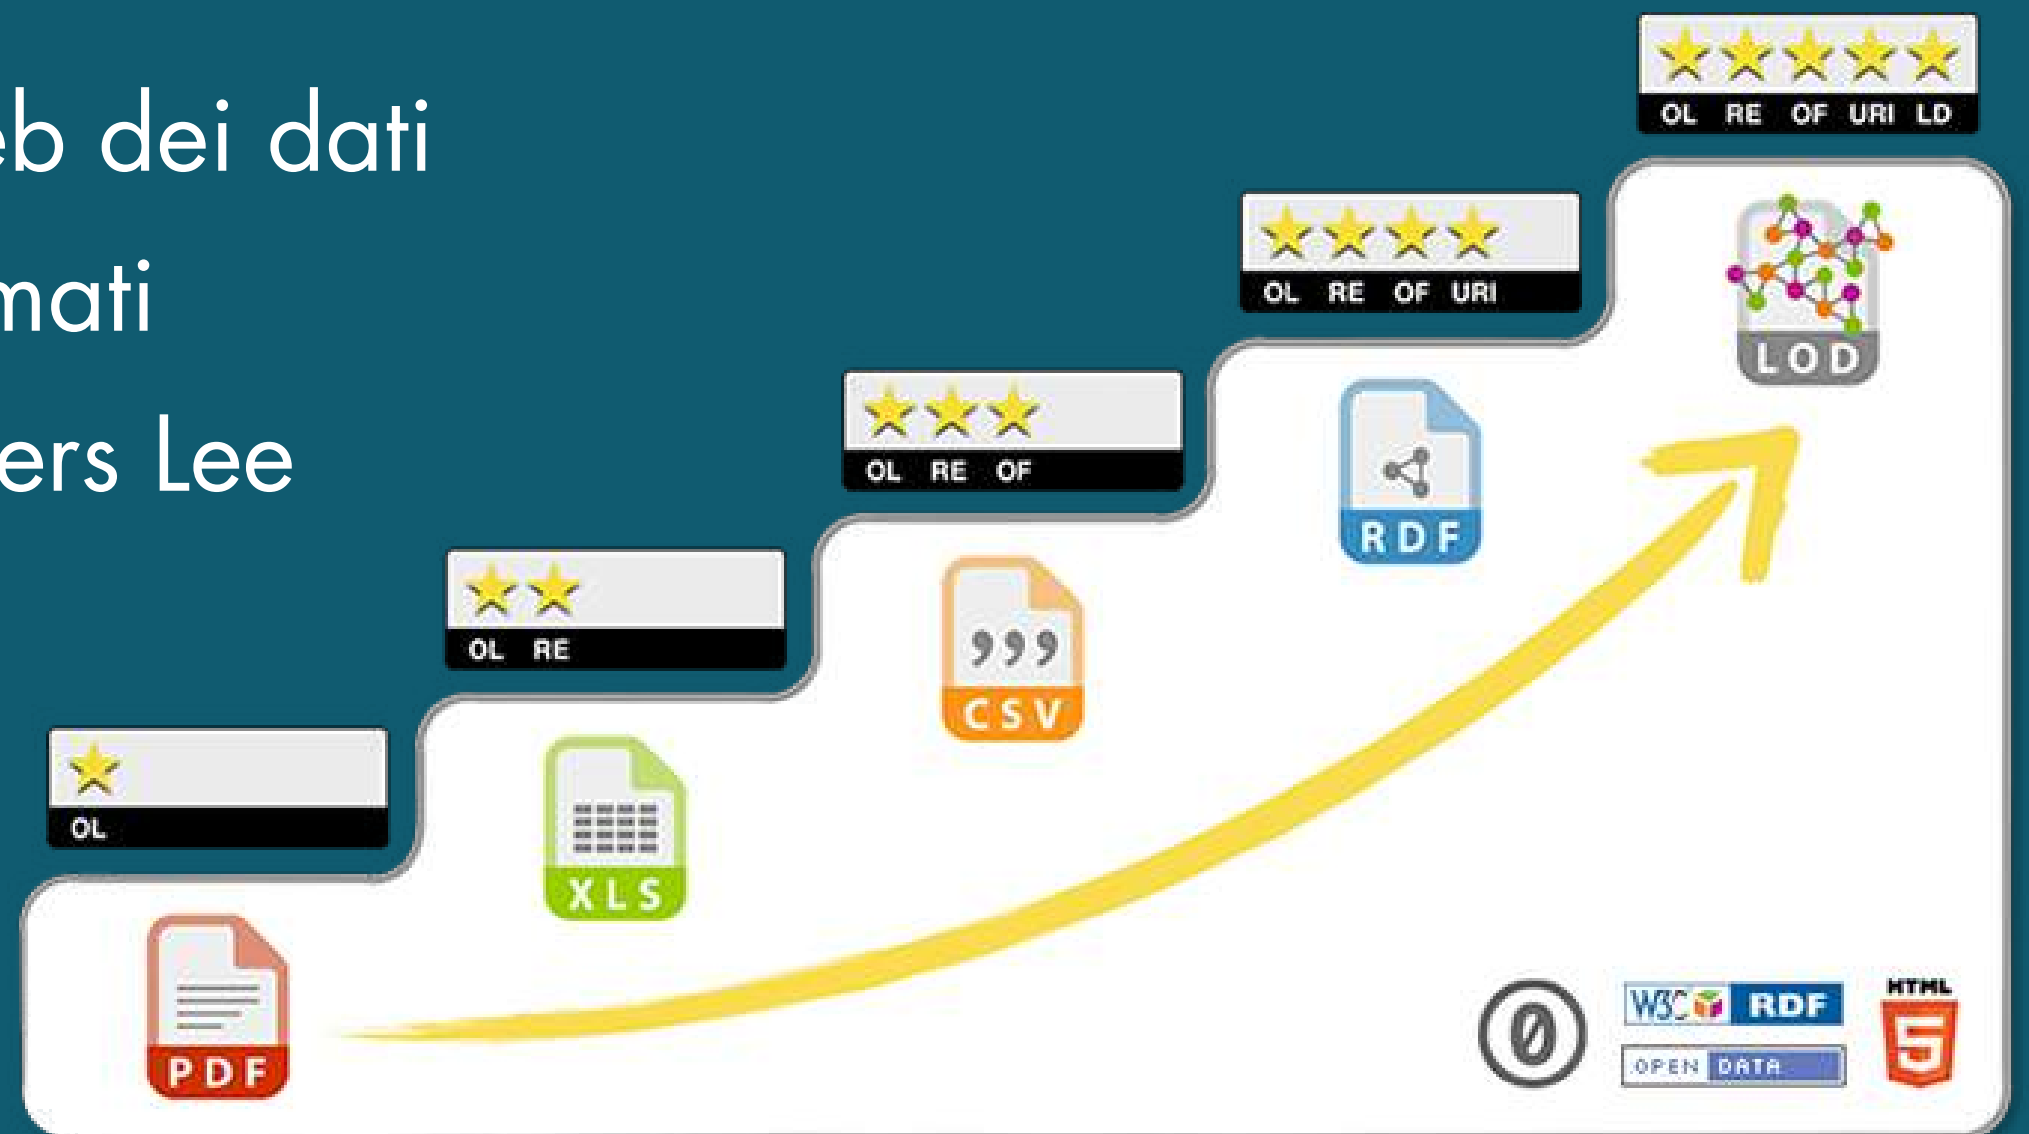 eb dei dati
mati
ers Lee
OL RE OF URI LD
LOD
OL RE OF URI
RDF
OL RE OF
,,,
CSV
OL RE
XLS
OL
PDF
0
W3C RDF
OPEN DATA
HTML
5